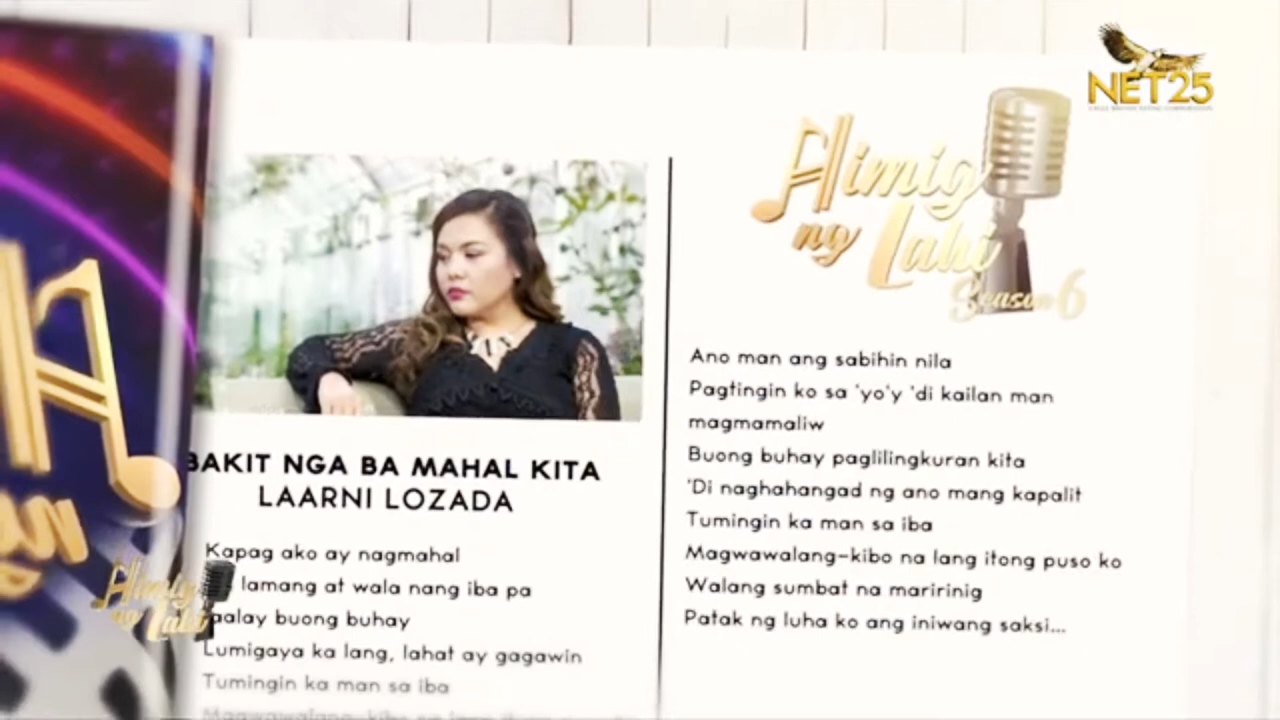 NET25
Himig
ng Lahi
Season 6
BAKIT NGA BA MAHAL KITA
LAARNI LOZADA
Kapag ako ay nagmahal
lamang at wala nang iba pa
buong buhay
Lumigaya ka lang, lahat ay gagawin
Tumingin ka man sa iba
Ano man ang sabihin nila
Pagtingin ko sa 'yo'y 'di kailan man
magmamaliw
Buong buhay paglilingkuran kita
'Di naghahangad ng ano mang kapalit
Tumingin ka man sa iba
Magwawalang-kibo na lang itong puso ko
Walang sumbat na maririnig
Patak ng luha ko ang iniwang saksi...
Himig
ng Lahi